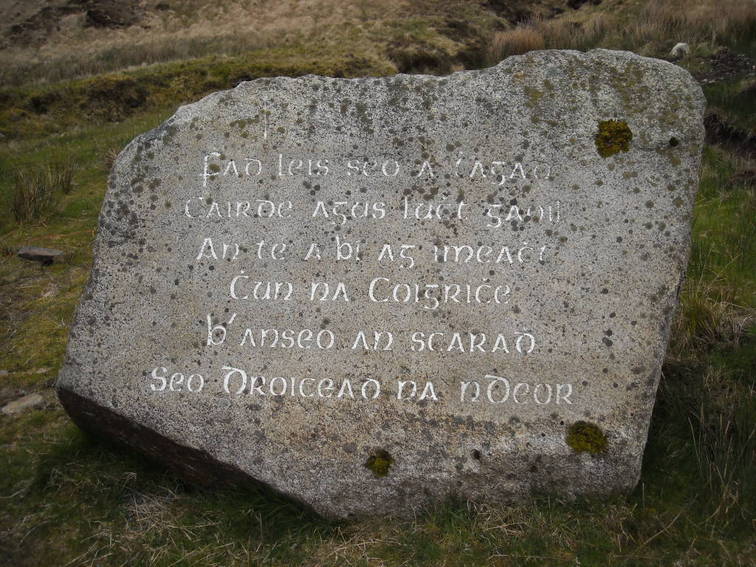 Fad leis seo a ṫagaḋ
Cairde agus luċt gaoil
An té a ḃí ag imeaċt
Ċun na Coigríċe
b'anseo an scaraḋ
Seo Droiċead na nDeor